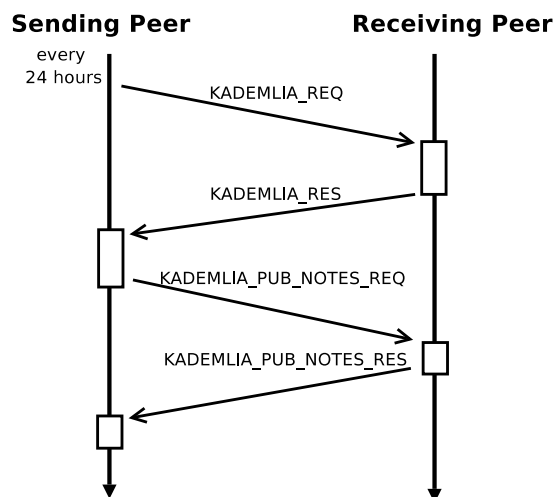 Sending Peer
Receiving Peer
every
24 hours
KADEMLIA_REQ
KADEMLIA_RES
KADEMLIA_PUB_NOTES_REQ
KADEMLIA_PUB_NOTES_RES